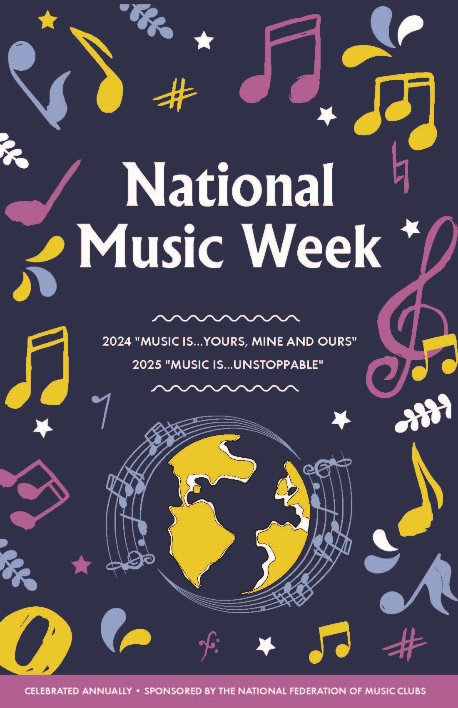 National
Music Week
2024 "MUSIC IS...YOURS, MINE AND OURS"
2025 "MUSIC IS...UNSTOPPABLE"
CELEBRATED ANNUALLY • SPONSORED BY THE NATIONAL FEDERATION OF MUSIC CLUBS